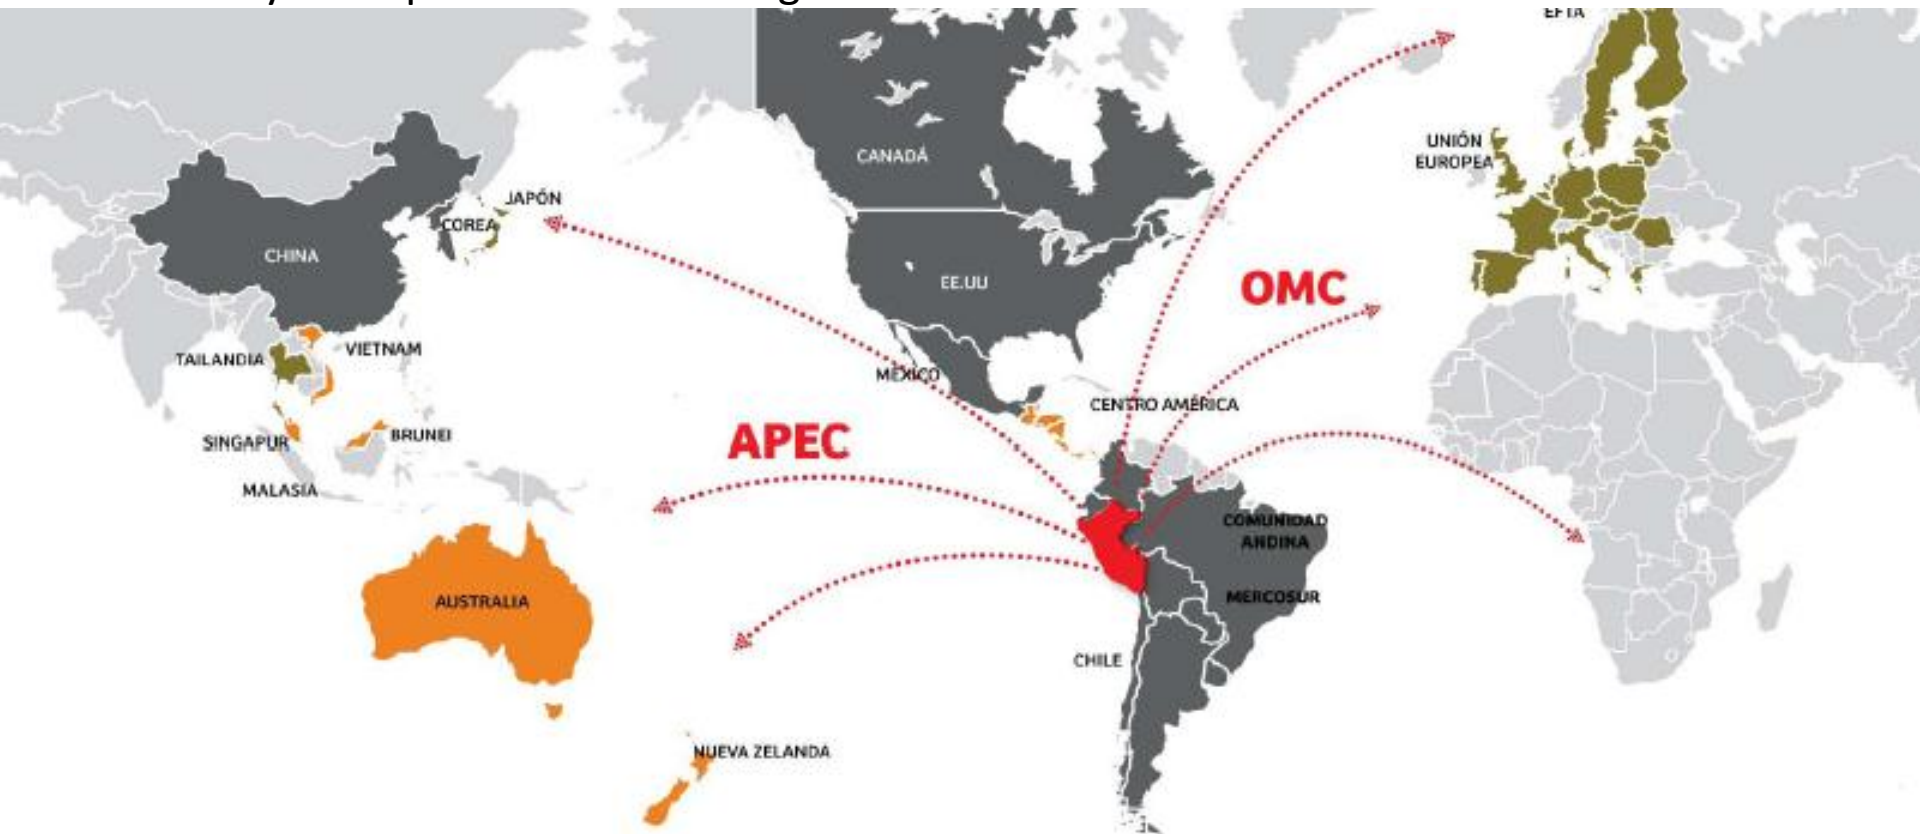 EFTA
UNIÓN
EUROPEA
CANADÁ
JAPÓN
COREA
CHINA
EE.UU
OMC
TAILANDIA
VIETNAM
MÉXICO
CENTRO AMÉRICA
SINGAPUR
BRUNEI
APEC
MALASIA
COMUNIDAD
ANDINA
AUSTRALIA
MERCOSUR
CHILE
NUEVA ZELANDA